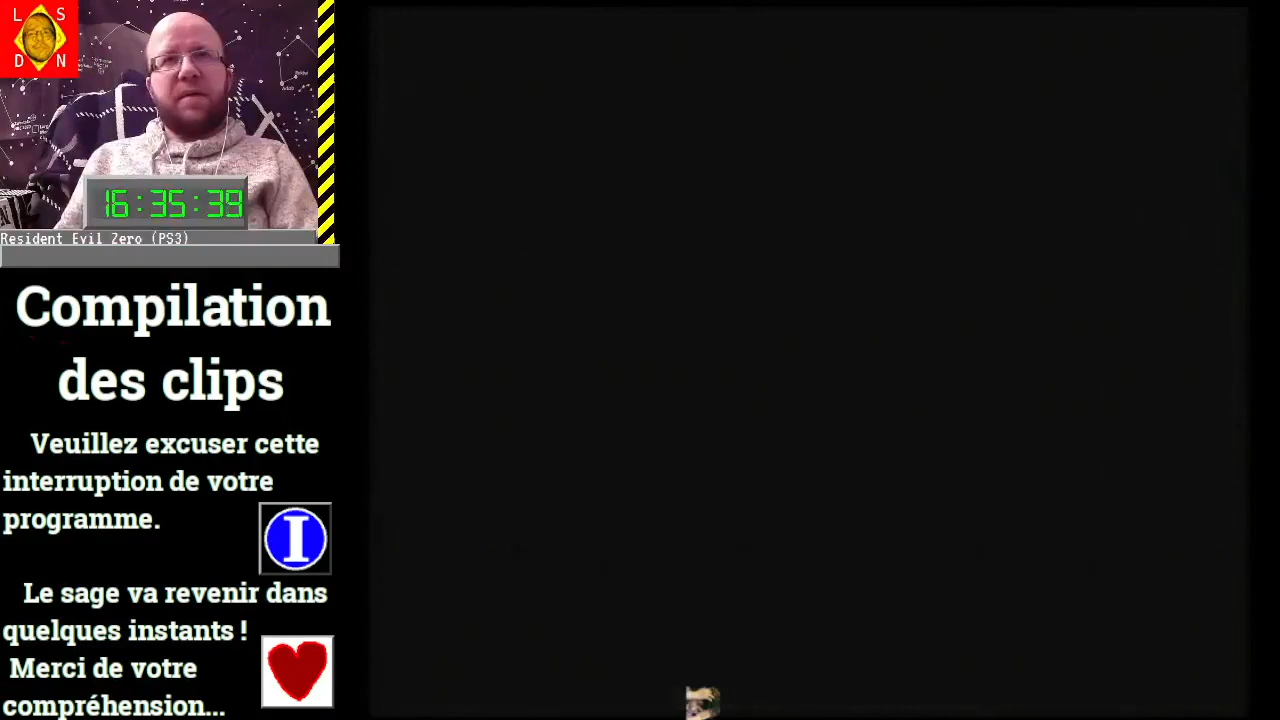 L S
D N
16:35:39
Resident Evil Zero (PS3)
Compilation
des clips
Veuillez excuser cette
interruption de votre
programme.
I
Le sage va revenir dans
quelques instants !
Merci de votre
compréhension...